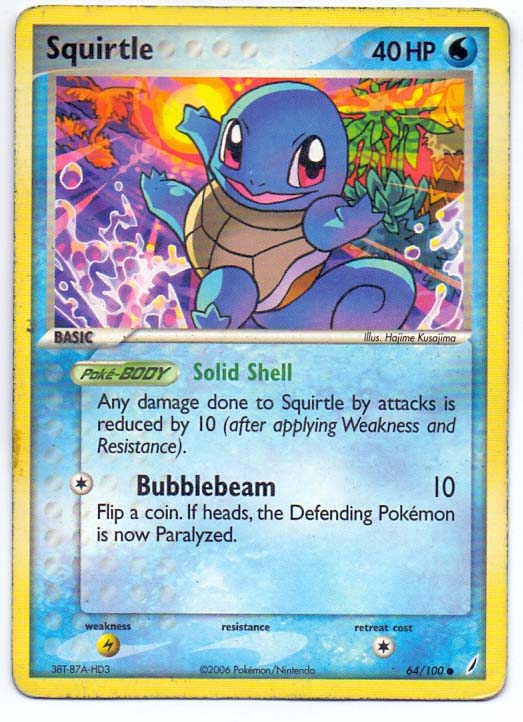 Squirtle 40 HP
BASIC
Illus. Hajime Kusajima
Poké-BODY Solid Shell
Any damage done to Squirtle by attacks is
reduced by 10 (after applying Weakness and
Resistance).
Bubblebeam 10
Flip a coin. If heads, the Defending Pokémon
is now Paralyzed.
weakness resistance retreat cost
38T-87A-HD3 ©2006 Pokémon/Nintendo 64/100